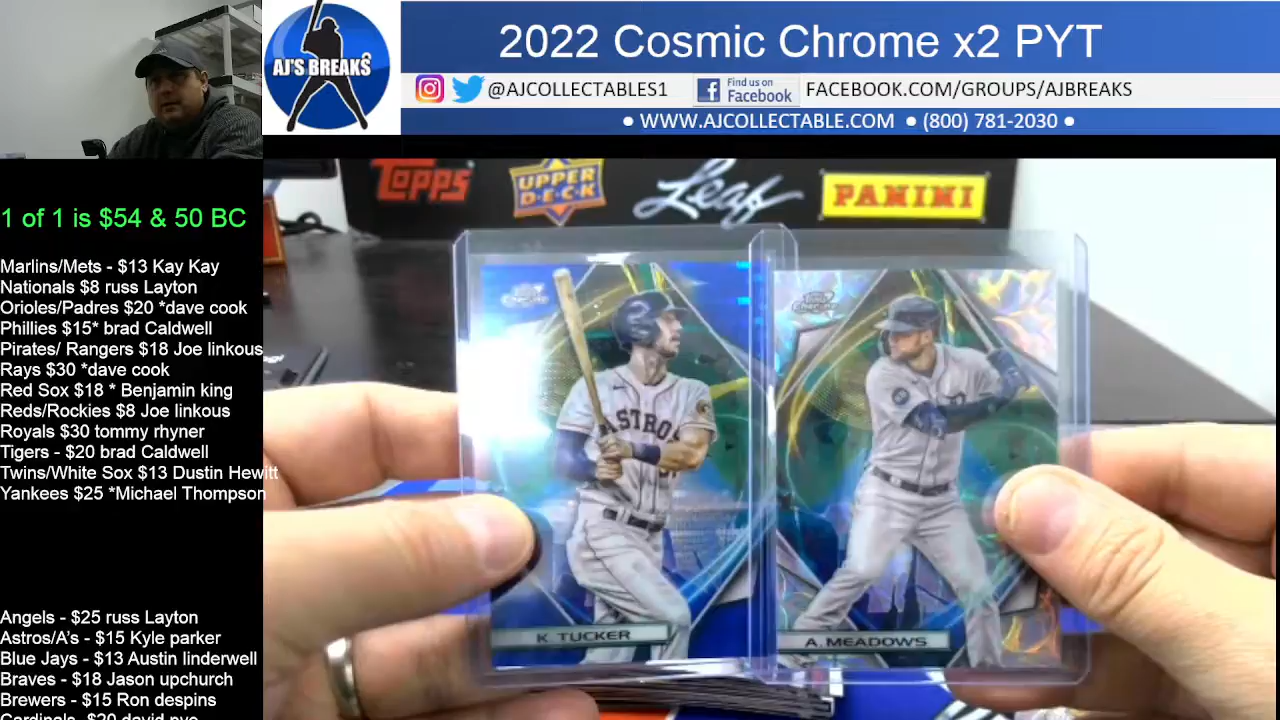 2022 Cosmic Chrome x2 PYT
AJ'S BREAKS
@AJCOLLECTABLES1
Find us on
Facebook
FACEBOOK.COM/GROUPS/AJBREAKS
• WWW.AJCOLLECTABLE.COM • (800) 781-2030 •
TOPPS
UPPER
DECK
Leaf
PANINI
1 of 1 is $54 & 50 BC
Marlins/Mets - $13 Kay Kay
Nationals $8 russ Layton
Orioles/Padres $20 *dave cook
Phillies $15* brad Caldwell
Pirates/ Rangers $18 Joe linkous
Rays $30 *dave cook
Red Sox $18 * Benjamin king
Reds/Rockies $8 Joe linkous
Royals $30 tommy rhyner
Tigers - $20 brad Caldwell
Twins/White Sox $13 Dustin Hewitt
Yankees $25 *Michael Thompson
Angels - $25 russ Layton
Astros/A's - $15 Kyle parker
Blue Jays - $13 Austin linderwell
Braves - $18 Jason upchurch
Brewers - $15 Ron despins
Cardinals - $20 david
ASTROS
K. TUCKER
A. MEADOWS